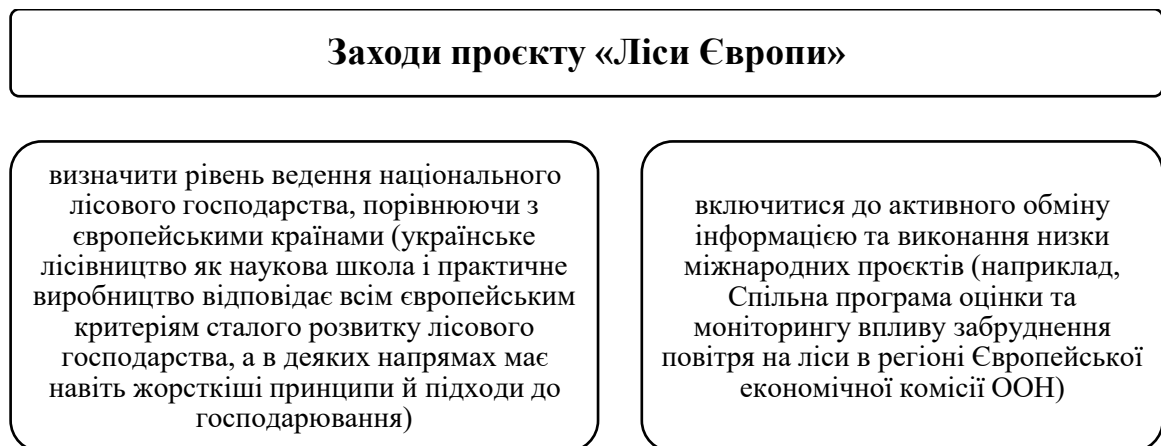 Заходи проєкту «Ліси Європи»
визначити рівень ведення національного
лісового господарства, порівнюючи з
європейськими країнами (українське
лісівництво як наукова школа і практичне
виробництво відповідає всім європейським
критеріям сталого розвитку лісового
господарства, а в деяких напрямах має
навіть жорсткіші принципи й підходи до
господарювання)
включитися до активного обміну
інформацією та виконання низки
міжнародних проєктів (наприклад,
Спільна програма оцінки та
моніторингу впливу забруднення
повітря на ліси в регіоні Європейської
економічної комісії ООН)